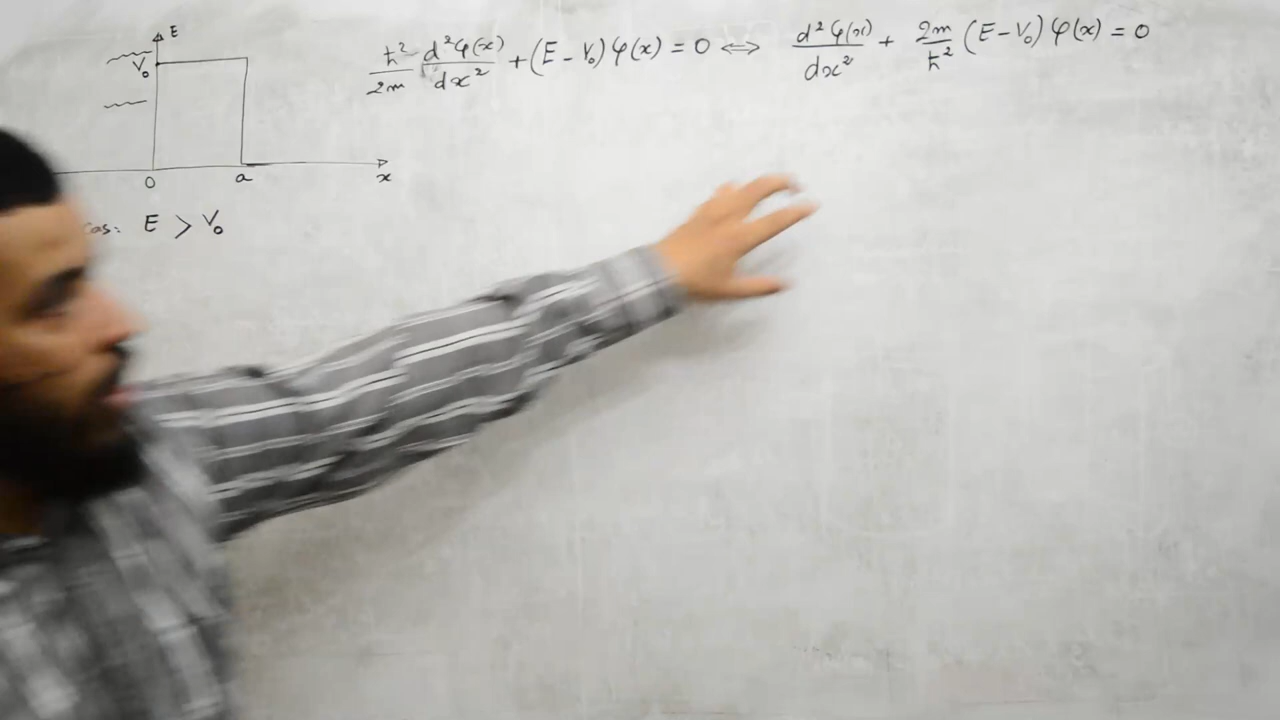 E
V₀
0 a x
cas: E > V₀
ħ²/2m d²φ(x)/dx² + (E - V₀) φ(x) = 0 ⟺ d²φ(x)/dx² + 2m/ħ² (E - V₀) φ(x) = 0